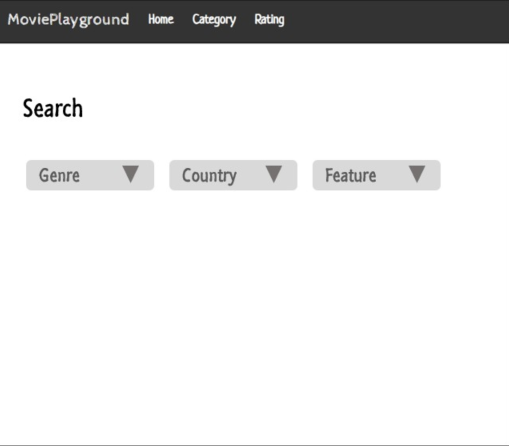 MoviePlayground Home Category Rating
Search
Genre Country Feature